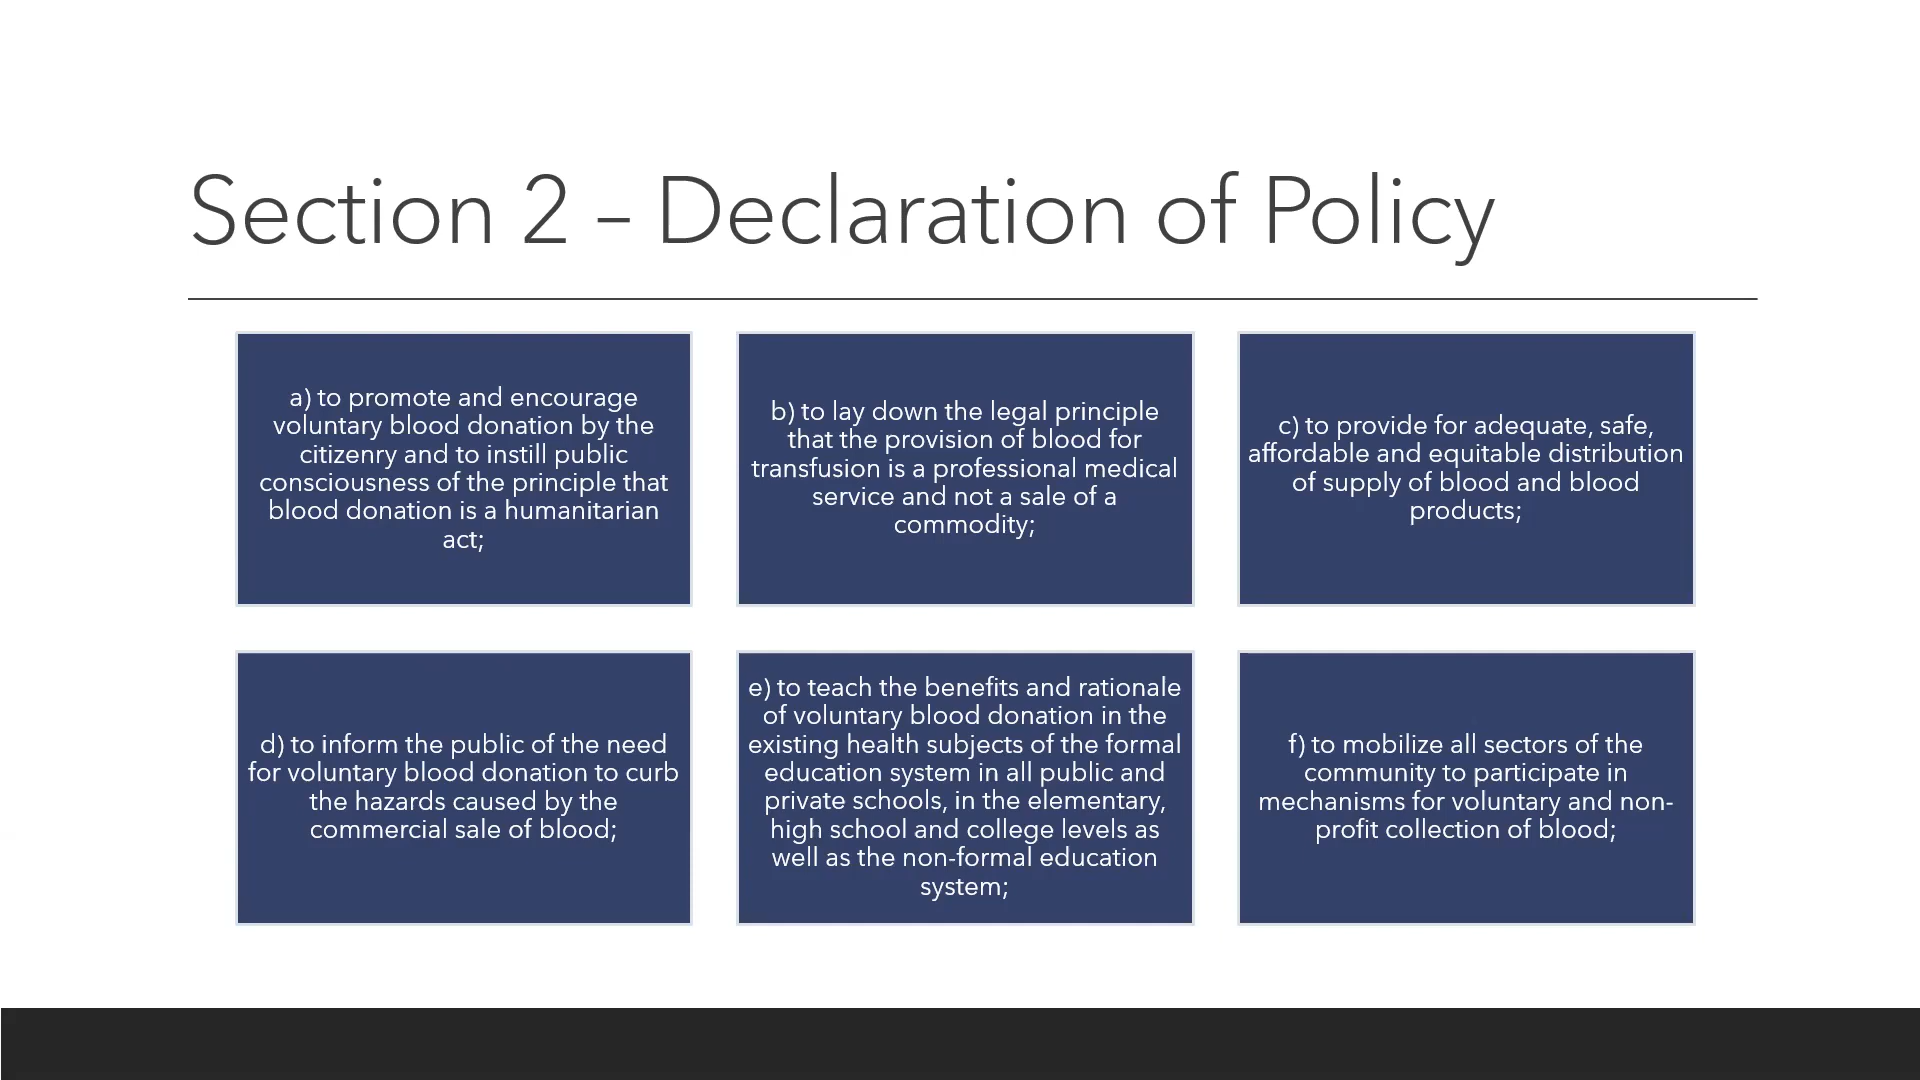 Section 2 – Declaration of Policy
a) to promote and encourage
voluntary blood donation by the
citizenry and to instill public
consciousness of the principle that
blood donation is a humanitarian
act;
b) to lay down the legal principle
that the provision of blood for
transfusion is a professional medical
service and not a sale of a
commodity;
c) to provide for adequate, safe,
affordable and equitable distribution
of supply of blood and blood
products;
d) to inform the public of the need
for voluntary blood donation to curb
the hazards caused by the
commercial sale of blood;
e) to teach the benefits and rationale
of voluntary blood donation in the
existing health subjects of the formal
education system in all public and
private schools, in the elementary,
high school and college levels as
well as the non-formal education
system;
f) to mobilize all sectors of the
community to participate in
mechanisms for voluntary and non-
profit collection of blood;